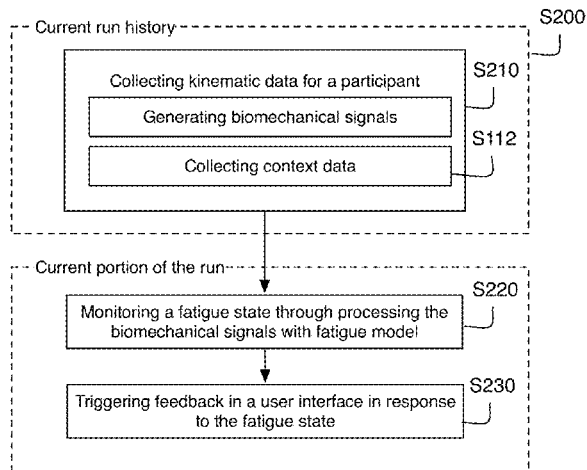 Current run history
S200
Collecting kinematic data for a participant
S210
Generating biomechanical signals
S112
Collecting context data
Current portion of the run
S220
Monitoring a fatigue state through processing the
biomechanical signals with fatigue model
S230
Triggering feedback in a user interface in response
to the fatigue state